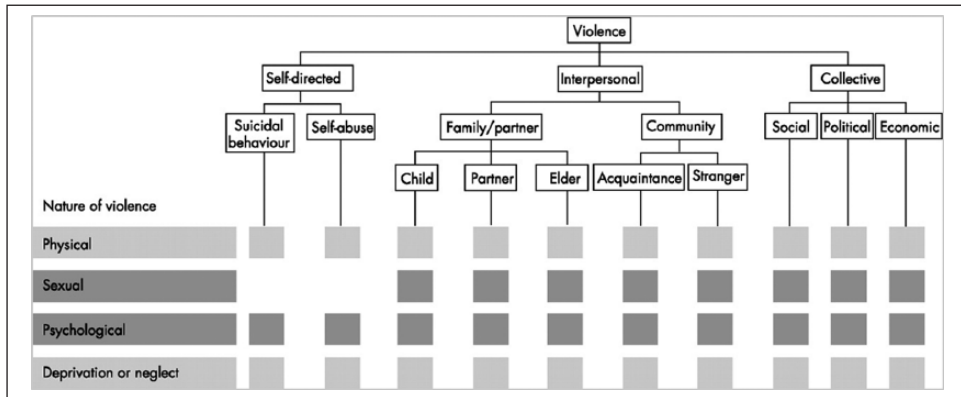 Violence
Self-directed Interpersonal Collective
Suicidal behaviour Self-abuse Family/partner Community Social Political Economic
Child Partner Elder Acquaintance Stranger
Nature of violence
Physical
Sexual
Psychological
Deprivation or neglect